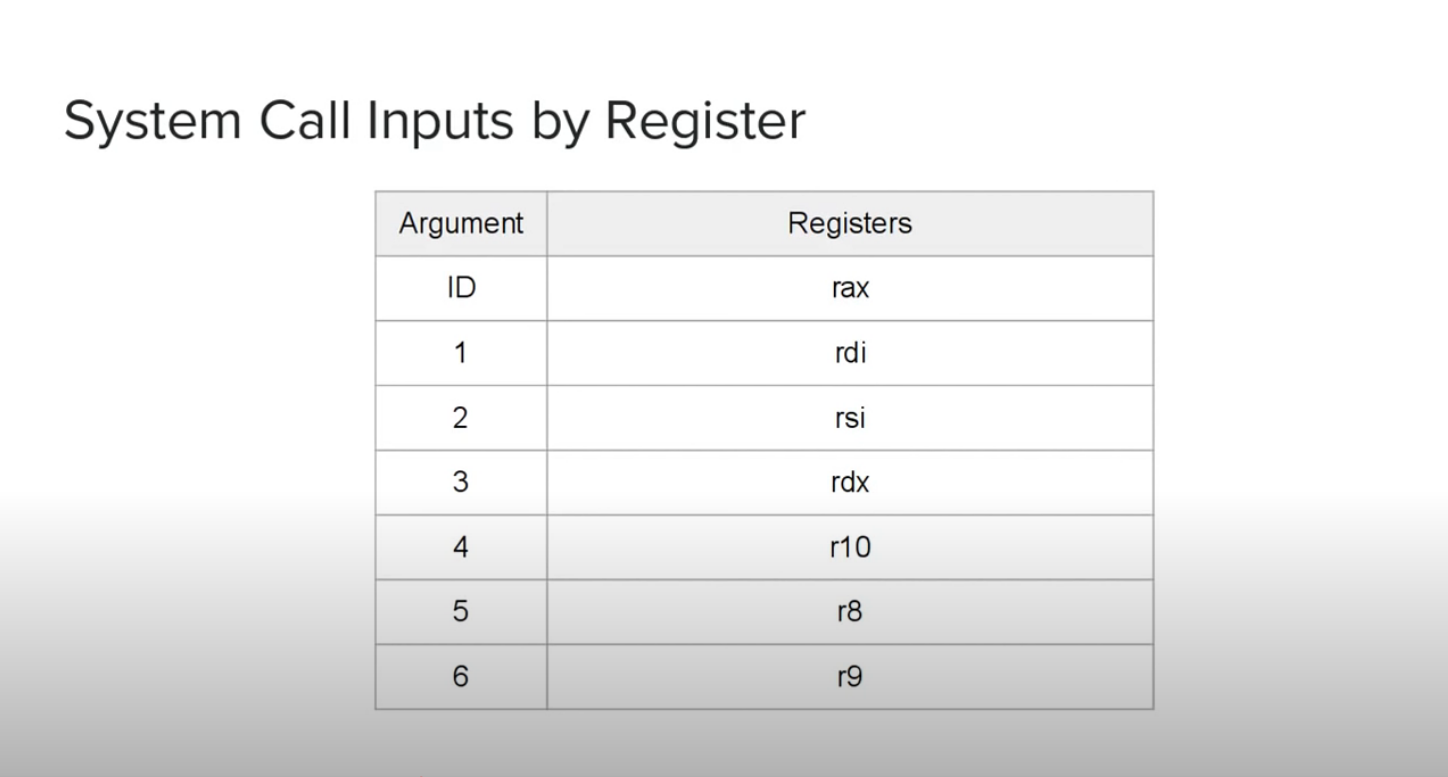 System Call Inputs by Register
Argument Registers
ID rax
1 rdi
2 rsi
3 rdx
4 r10
5 r8
6 r9